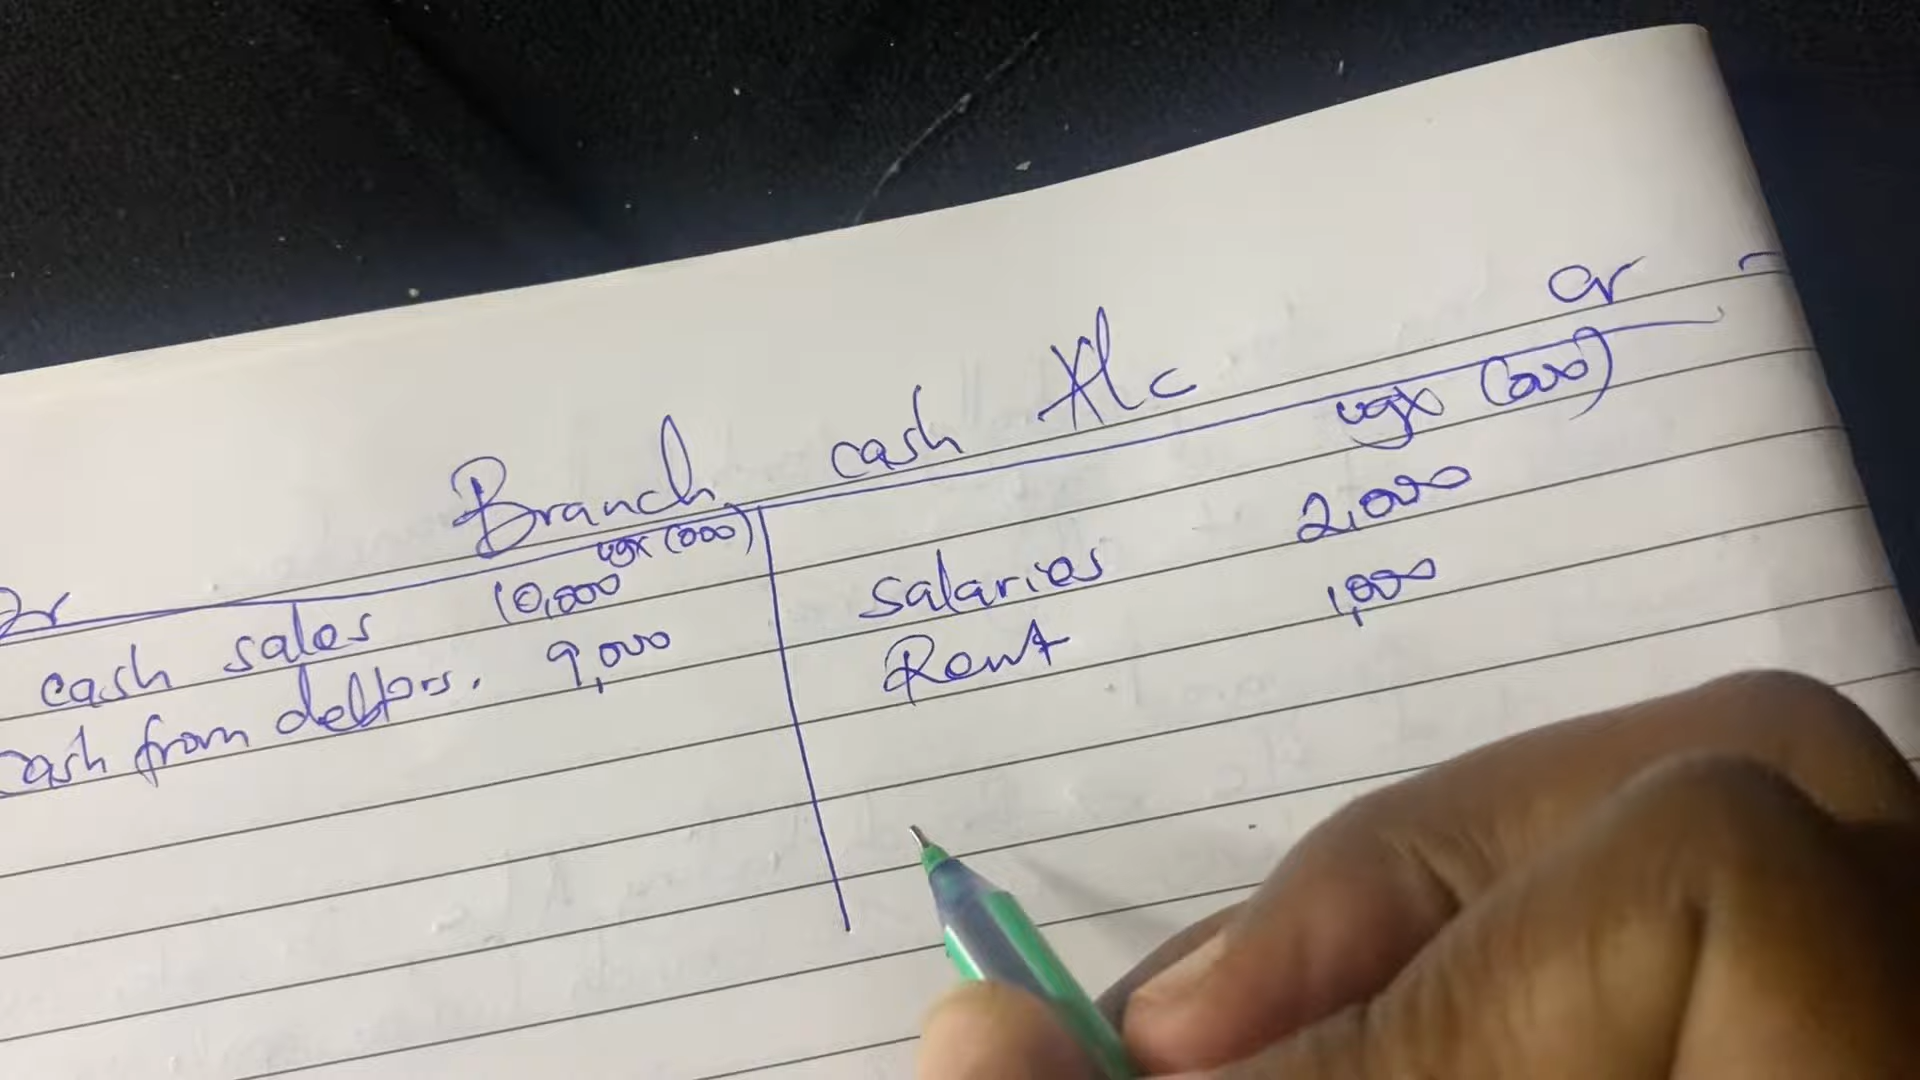 Branch cash A/c
Dr Cr
ugx (000) ugx (000)
cash sales 10,000 Salaries 2,000
cash from debtors. 9,000 Rent 1,000